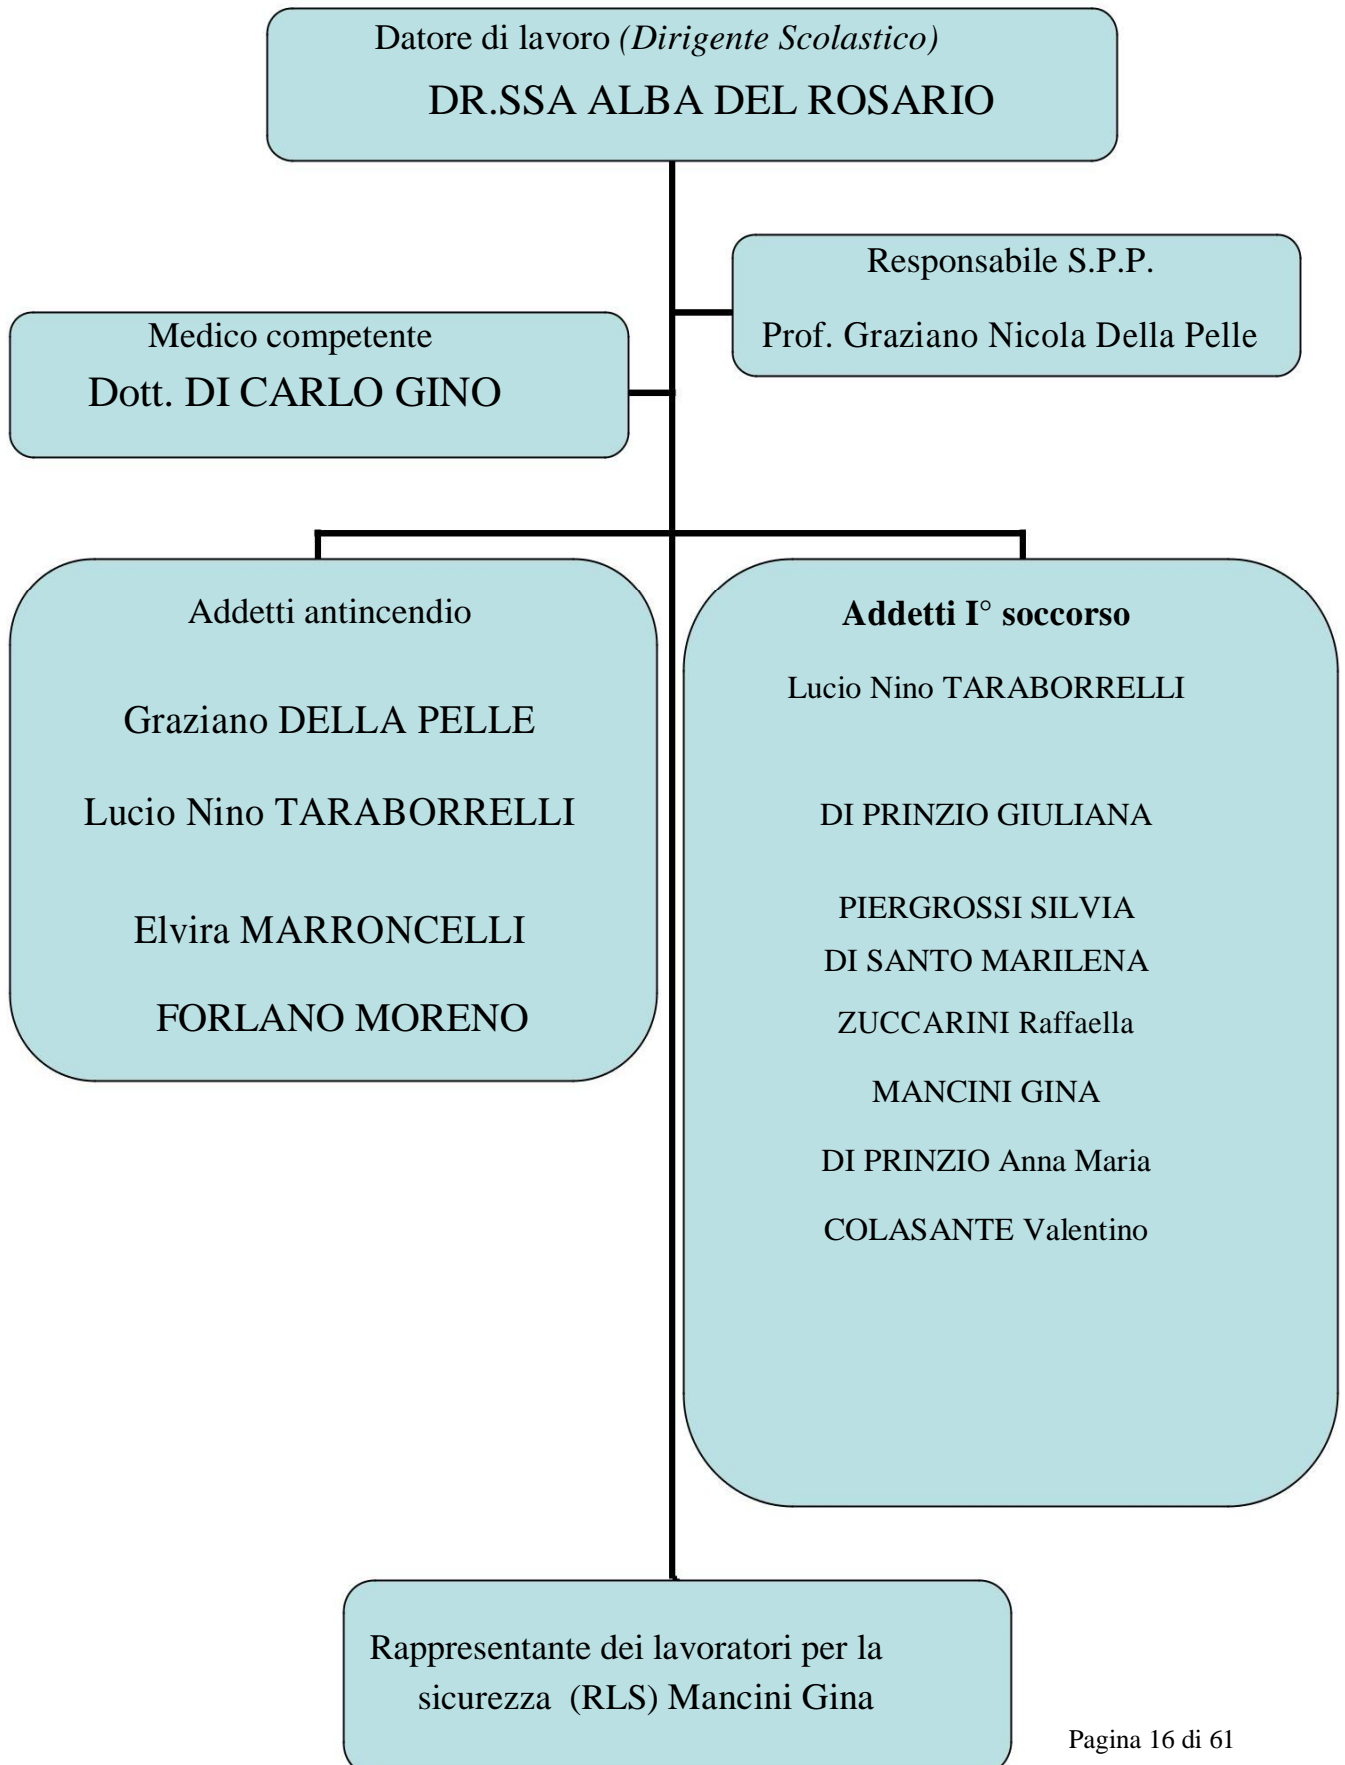 Datore di lavoro (Dirigente Scolastico)
DR.SSA ALBA DEL ROSARIO
Responsabile S.P.P.
Prof. Graziano Nicola Della Pelle
Medico competente
Dott. DI CARLO GINO
Addetti antincendio
Graziano DELLA PELLE
Lucio Nino TARABORRELLI
Elvira MARRONCELLI
FORLANO MORENO
Addetti I° soccorso
Lucio Nino TARABORRELLI
DI PRINZIO GIULIANA
PIERGROSSI SILVIA
DI SANTO MARILENA
ZUCCARINI Raffaella
MANCINI GINA
DI PRINZIO Anna Maria
COLASANTE Valentino
Rappresentante dei lavoratori per la
sicurezza (RLS) Mancini Gina
Pagina 16 di 61